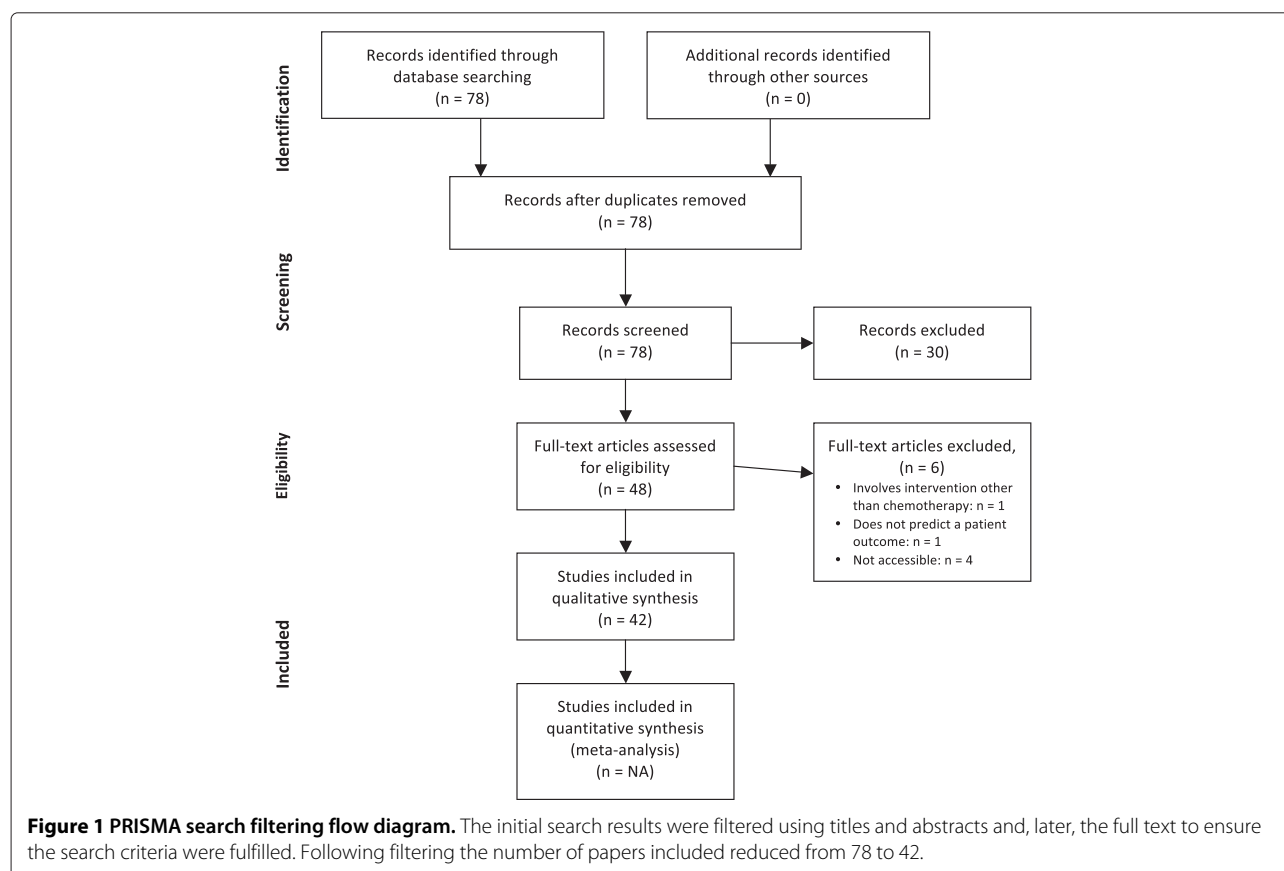 Identification
Records identified through
database searching
(n = 78)
Additional records identified
through other sources
(n = 0)
Records after duplicates removed
(n = 78)
Screening
Records screened
(n = 78)
Records excluded
(n = 30)
Eligibility
Full-text articles assessed
for eligibility
(n = 48)
Full-text articles excluded,
(n = 6)
• Involves intervention other
than chemotherapy: n = 1
• Does not predict a patient
outcome: n = 1
• Not accessible: n = 4
Included
Studies included in
qualitative synthesis
(n = 42)
Studies included in
quantitative synthesis
(meta-analysis)
(n = NA)
Figure 1 PRISMA search filtering flow diagram. The initial search results were filtered using titles and abstracts and, later, the full text to ensure
the search criteria were fulfilled. Following filtering the number of papers included reduced from 78 to 42.